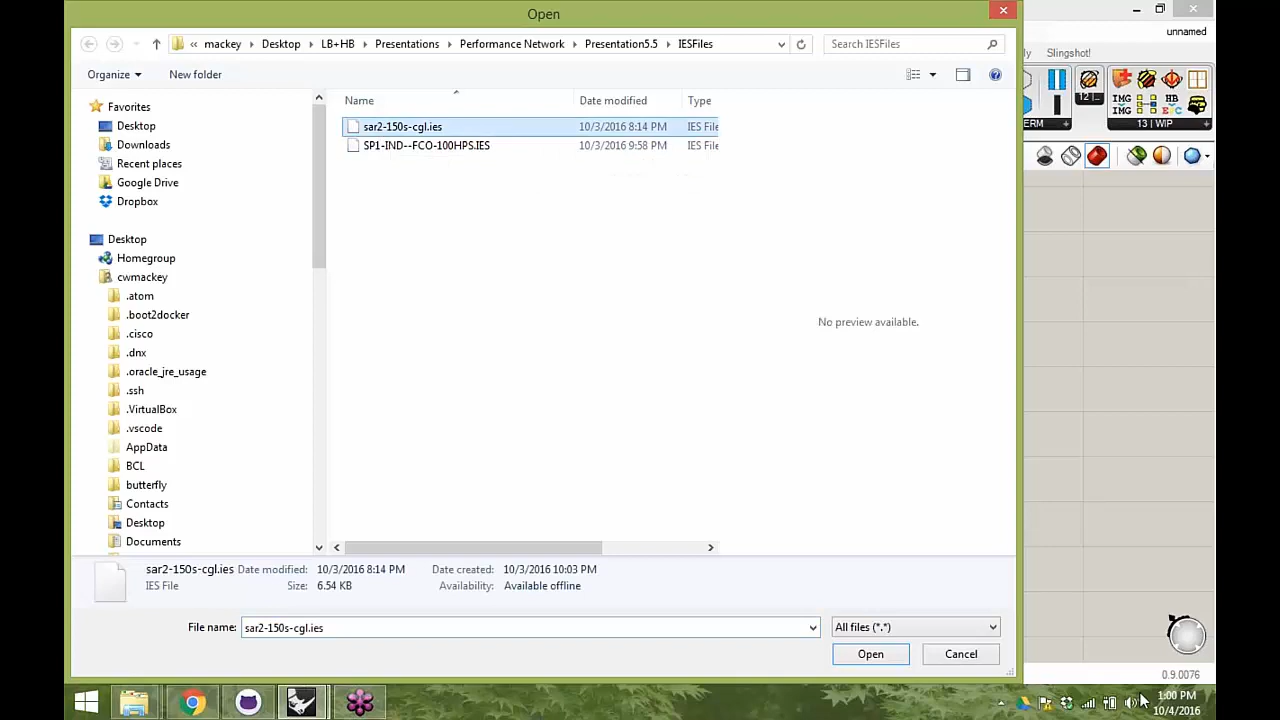 Open
unnamed
« mackey Desktop LB+HB Presentations Performance Network Presentation5.5 IESFiles
Search IESFiles
Slingshot!
Organize
New folder
12 |
IMG
IMG
HB
13 | WIP
Favorites
Desktop
Downloads
Recent places
Google Drive
Dropbox
Desktop
Homegroup
cwmackey
.atom
.boot2docker
.cisco
.dnx
.oracle_jre_usage
.ssh
.VirtualBox
.vscode
AppData
BCL
butterfly
Contacts
Desktop
Documents
Name Date modified Type
sar2-150s-cgl.ies 10/3/2016 8:14 PM IES File
SP1-IND--FCO-100HPS.IES 10/3/2016 9:58 PM IES File
No preview available.
sar2-150s-cgl.ies Date modified: 10/3/2016 8:14 PM Date created: 10/3/2016 10:03 PM
IES File Size: 6.54 KB Availability: Available offline
File name: sar2-150s-cgl.ies All files (*.*)
Open Cancel
0.9.0076
1:00 PM
10/4/2016